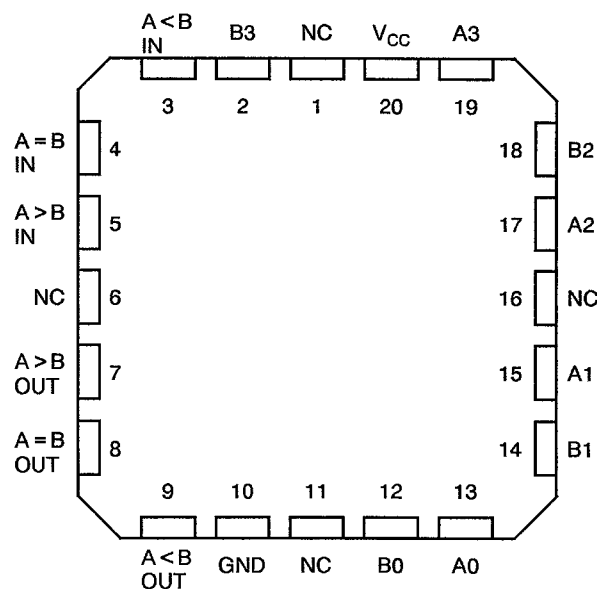 A < B
IN
B3
NC
VCC
A3
3
2
1
20
19
A = B
IN
4
18
B2
A > B
IN
5
17
A2
NC
6
16
NC
A > B
OUT
7
15
A1
A = B
OUT
8
14
B1
9
10
11
12
13
A < B
OUT
GND
NC
B0
A0